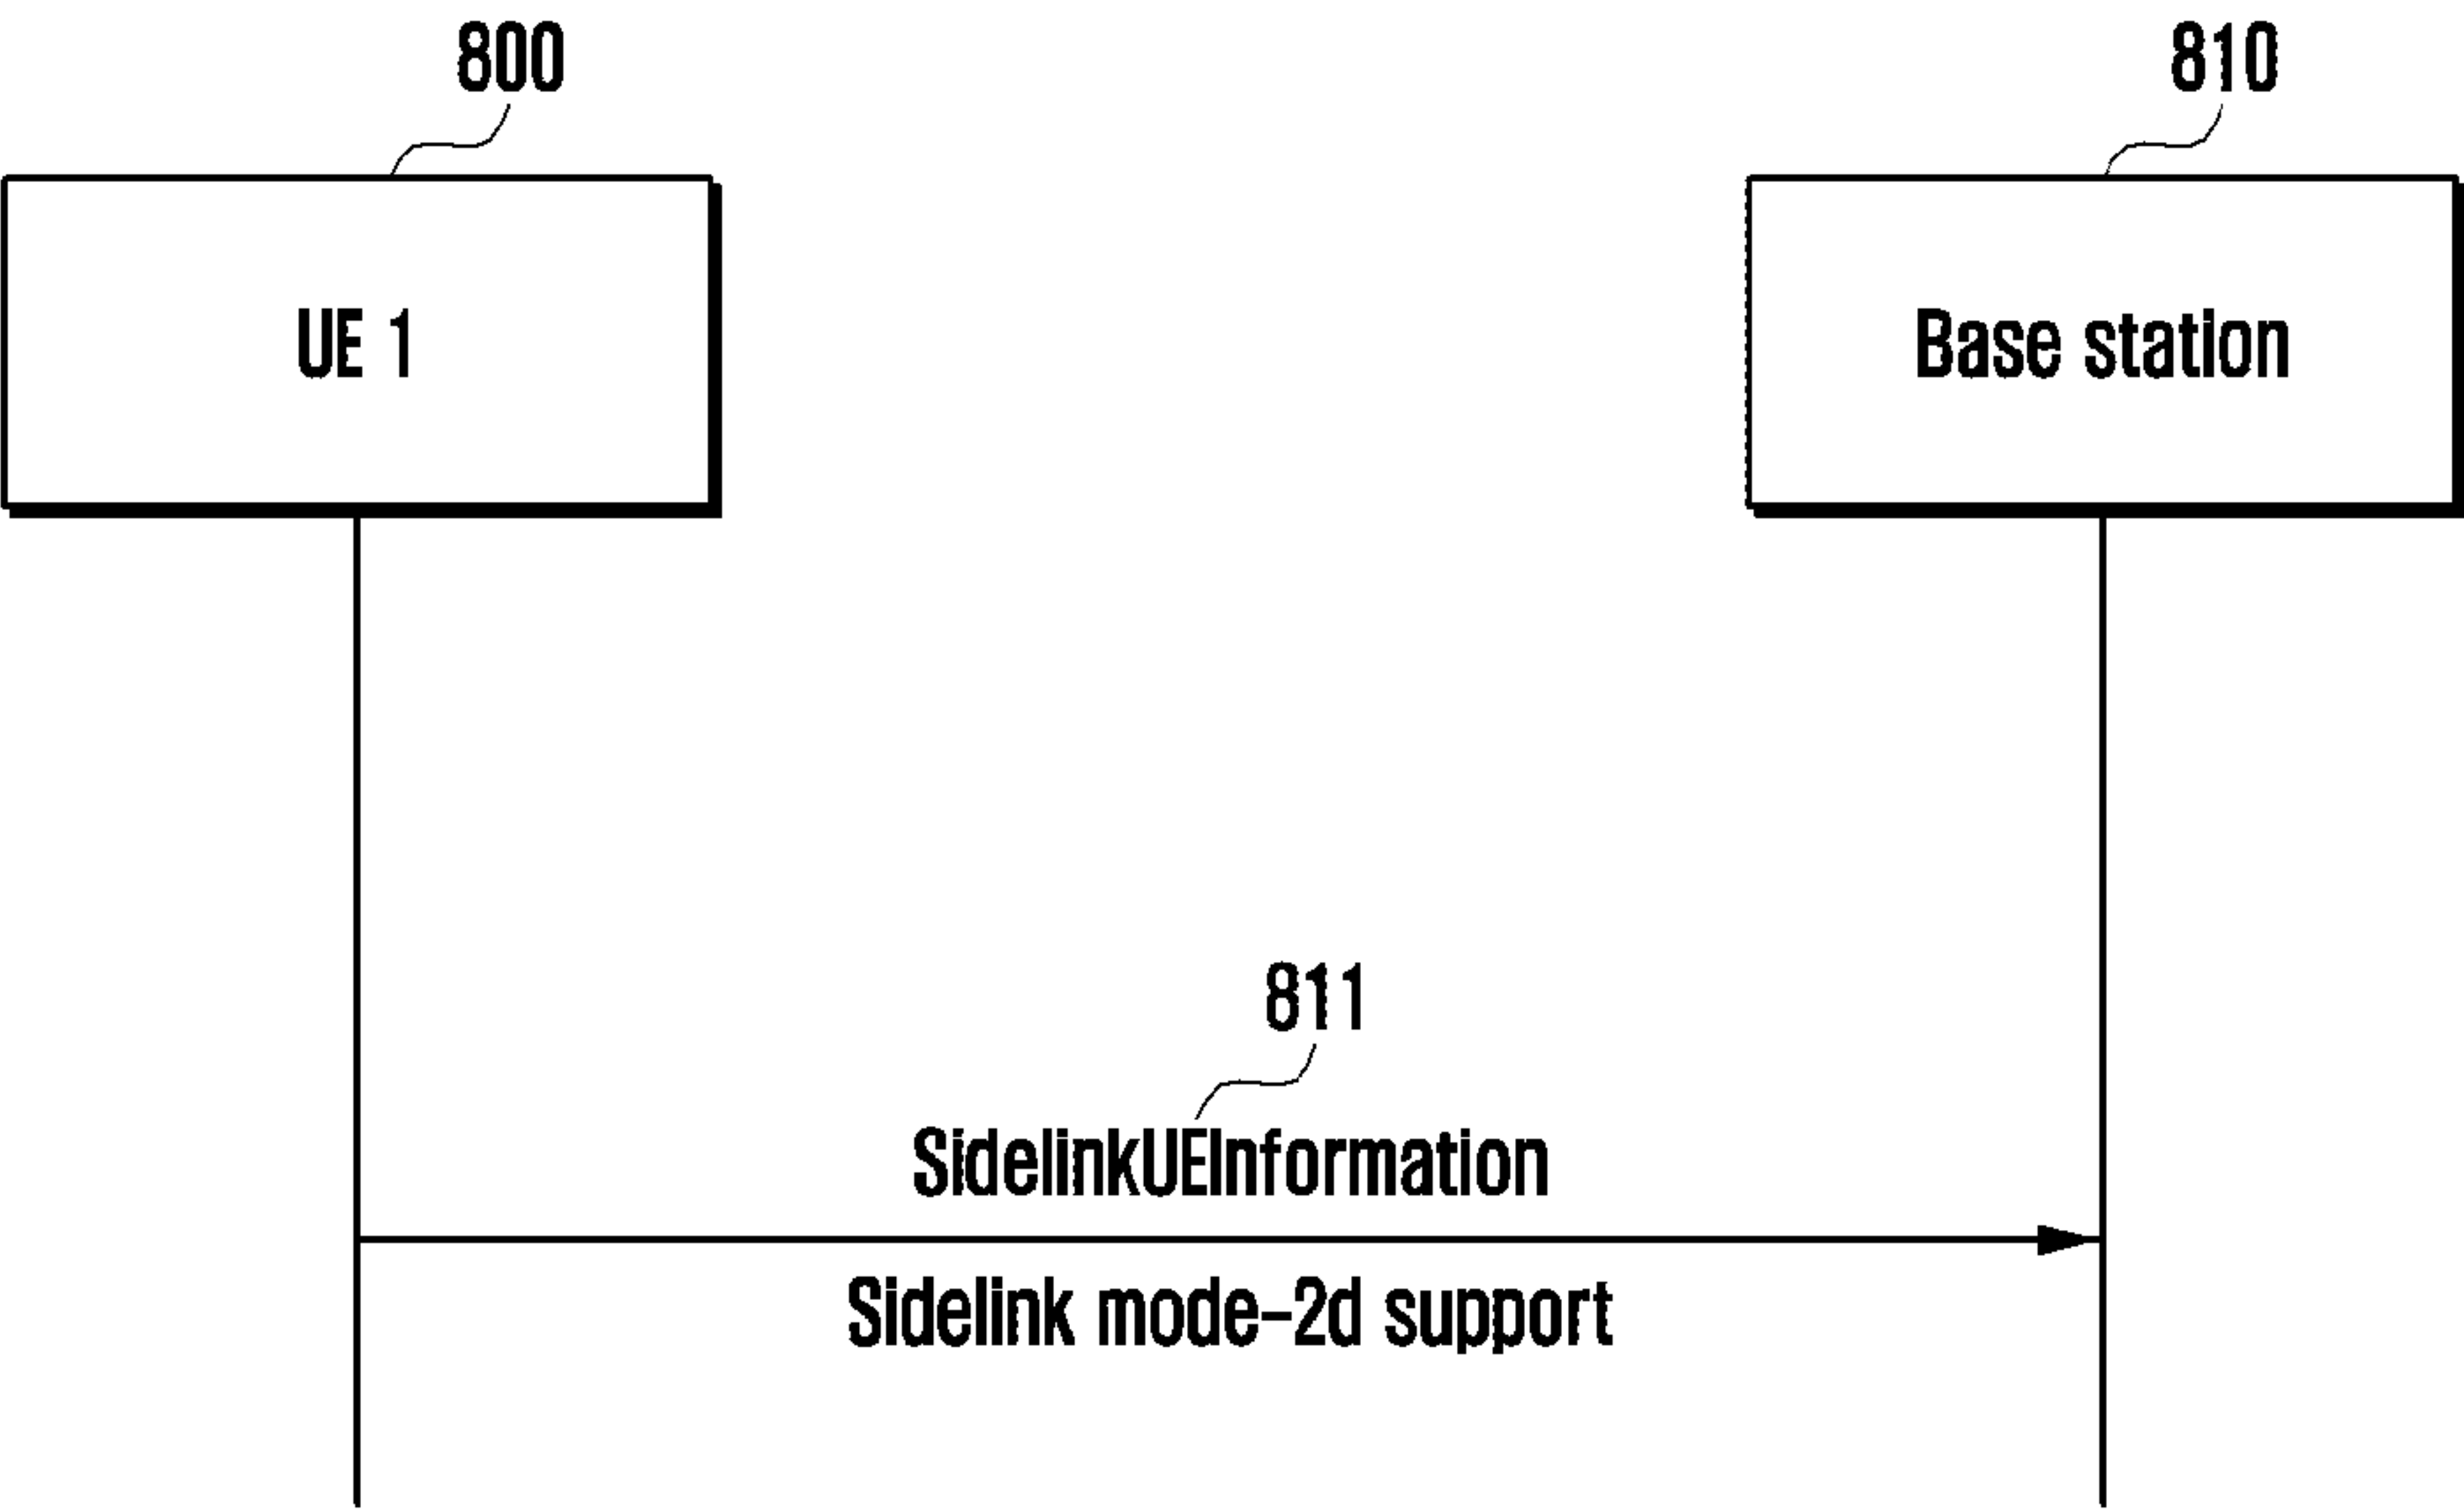 800
810
UE 1
Base station
811
SidelinkUEInformation
Sidelink mode-2d support